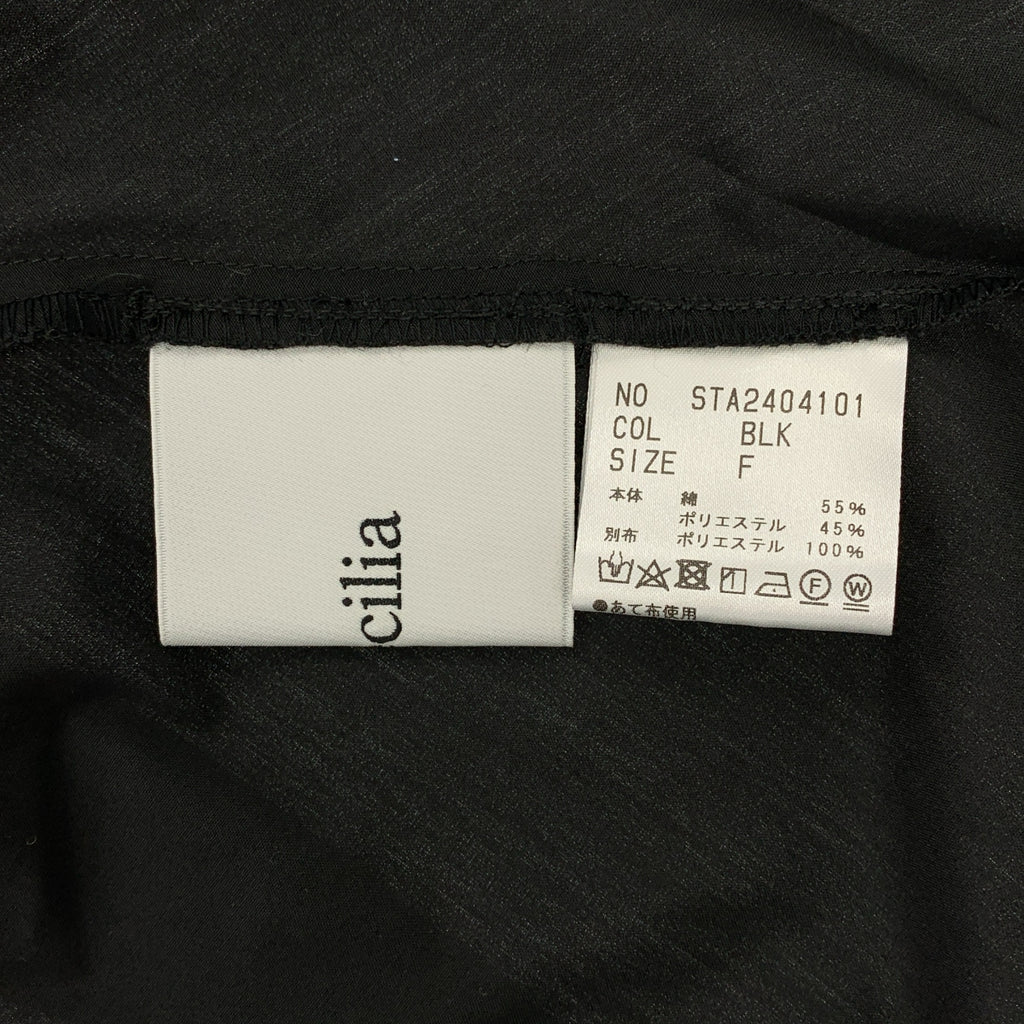 cilia
NO STA2404101
COL BLK
SIZE F
本体 綿 55%
ポリエステル 45%
別布 ポリエステル 100%
F W
●あて布使用